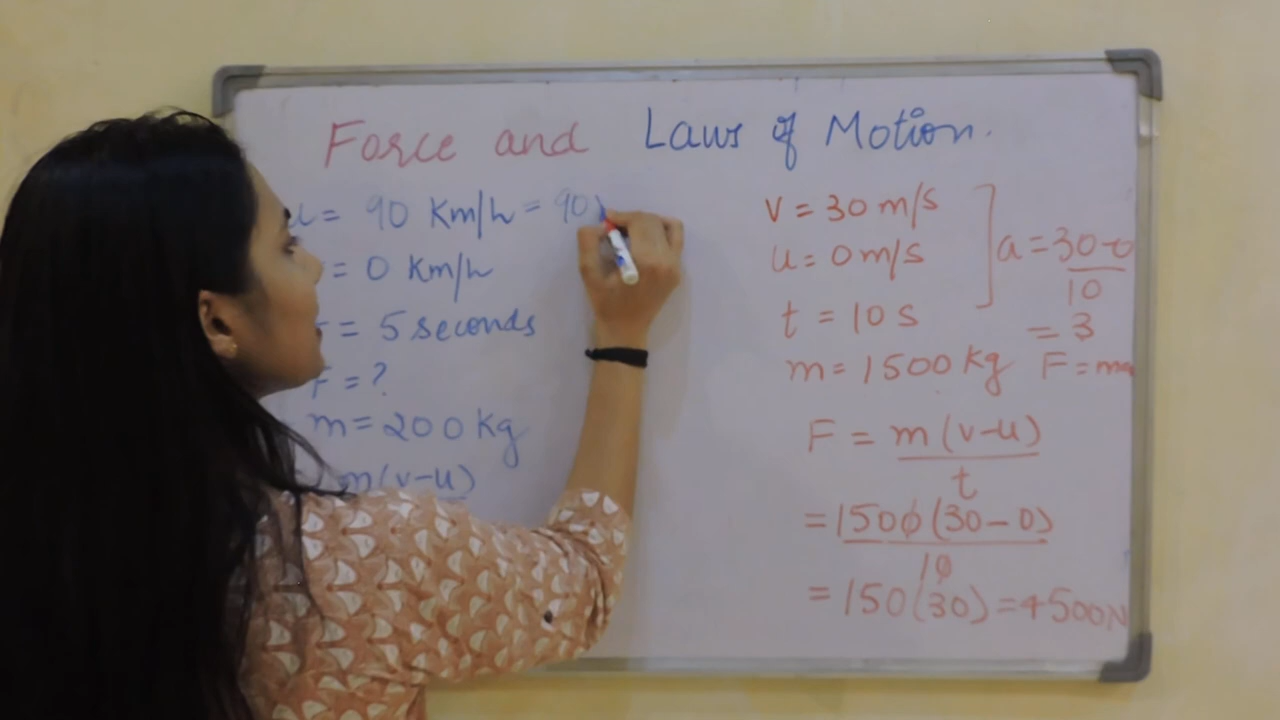 Force and Laws of Motion.
u = 90 Km/h = 90
= 0 Km/h
= 5 seconds
F = ?
m = 200 Kg
m(v-u)
v = 30 m/s
u = 0 m/s
t = 10 s
a = 30-0
10
= 3
m = 1500 Kg F = ma
F = m(v-u)
t
= 1500(30-0)
10
= 150(30) = 4500N